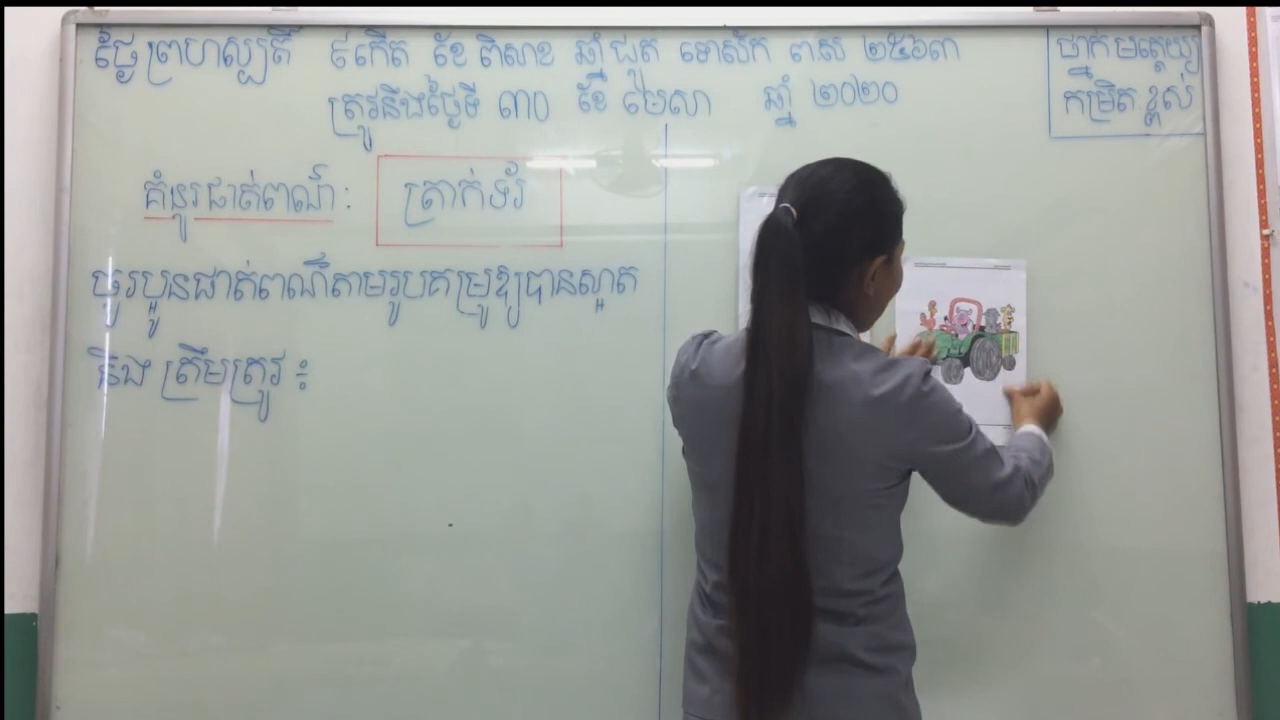 ថ្ងៃ ព្រហស្បតិ៍ ៩កើត ខែ ពិសាខ ឆ្នាំ ជូត ទោស័ក ពស ២៥៦៣
ត្រូវនឹងថ្ងៃទី ៣០ ខែ មេសា ឆ្នាំ ២០២០
ថ្នាក់មត្តេយ្យ
កម្រិត ខ្ពស់
គំនូរផាត់ពណ៌ : ត្រាក់ទ័រ
ចូរប្អូនផាត់ពណ៌តាមរូបគម្រូឱ្យបានស្អាត
និង ត្រឹមត្រូវ ៖